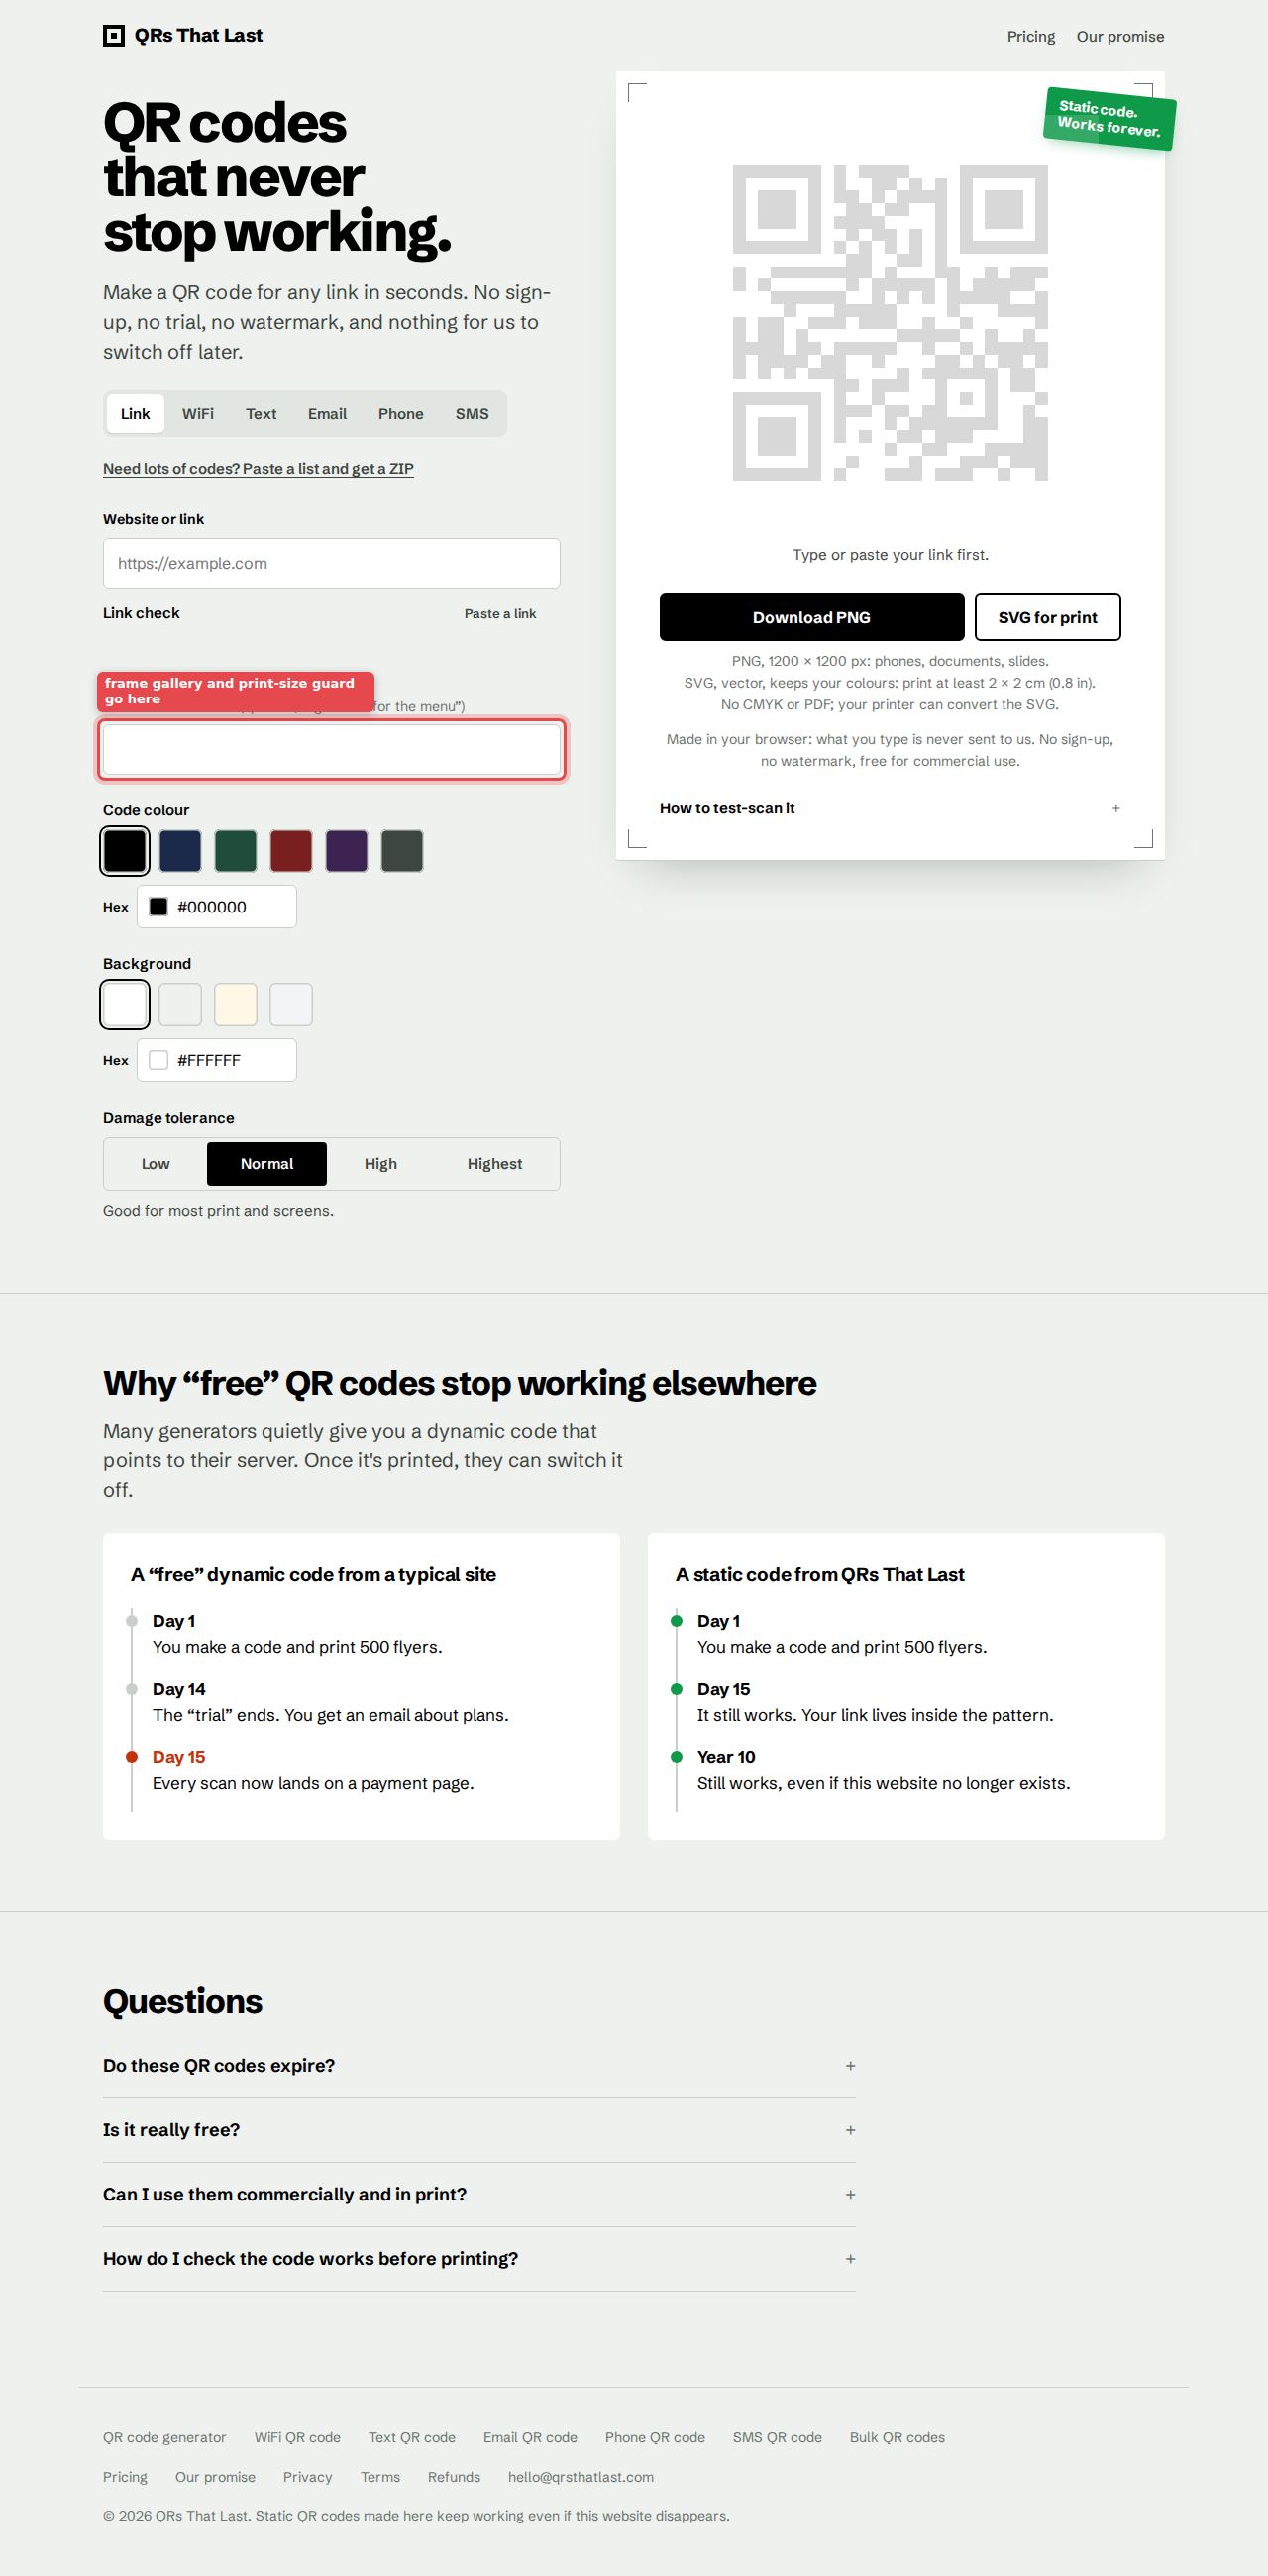 QRs That Last
Pricing
Our promise
QR codes
that never
stop working.
Make a QR code for any link in seconds. No sign-
up, no trial, no watermark, and nothing for us to
switch off later.
Link
WiFi
Text
Email
Phone
SMS
Need lots of codes? Paste a list and get a ZIP
Website or link
https://example.com
Link check
Paste a link
frame gallery and print-size guard
go here
for the menu”)
Code colour
Hex
#000000
Background
Hex
#FFFFFF
Damage tolerance
Low
Normal
High
Highest
Good for most print and screens.
Static code.
Works forever.
Type or paste your link first.
Download PNG
SVG for print
PNG, 1200 × 1200 px: phones, documents, slides.
SVG, vector, keeps your colours: print at least 2 × 2 cm (0.8 in).
No CMYK or PDF; your printer can convert the SVG.
Made in your browser: what you type is never sent to us. No sign-up,
no watermark, free for commercial use.
How to test-scan it
+
Why “free” QR codes stop working elsewhere
Many generators quietly give you a dynamic code that
points to their server. Once it's printed, they can switch it
off.
A “free” dynamic code from a typical site
Day 1
You make a code and print 500 flyers.
Day 14
The “trial” ends. You get an email about plans.
Day 15
Every scan now lands on a payment page.
A static code from QRs That Last
Day 1
You make a code and print 500 flyers.
Day 15
It still works. Your link lives inside the pattern.
Year 10
Still works, even if this website no longer exists.
Questions
Do these QR codes expire?
+
Is it really free?
+
Can I use them commercially and in print?
+
How do I check the code works before printing?
+
QR code generator
WiFi QR code
Text QR code
Email QR code
Phone QR code
SMS QR code
Bulk QR codes
Pricing
Our promise
Privacy
Terms
Refunds
hello@qrsthatlast.com
© 2026 QRs That Last. Static QR codes made here keep working even if this website disappears.